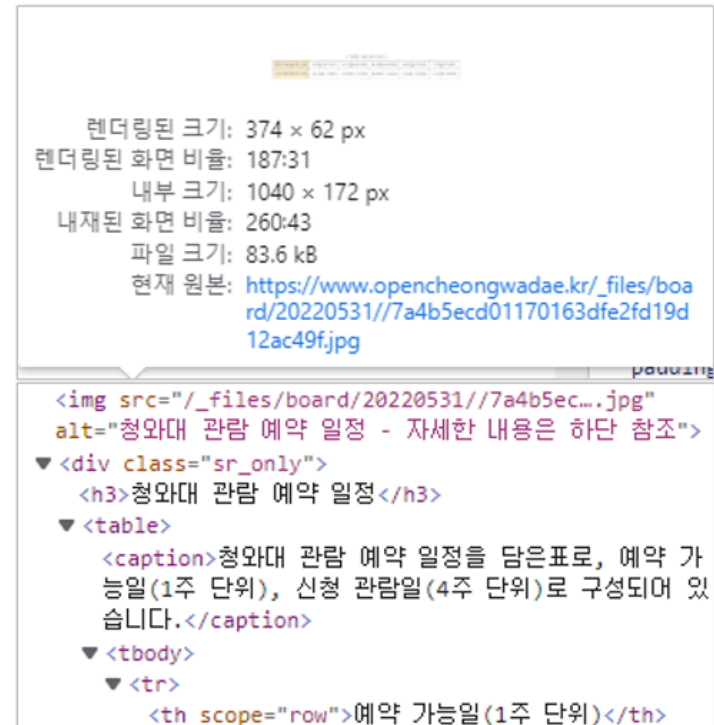 렌더링된 크기: 374 × 62 px
렌더링된 화면 비율: 187:31
내부 크기: 1040 × 172 px
내재된 화면 비율: 260:43
파일 크기: 83.6 kB
현재 원본: https://www.opencheongwadae.kr/_files/boa
rd/20220531//7a4b5ecd01170163dfe2fd19d
12ac49f.jpg
padding
<img src="/_files/board/20220531//7a4b5ec….jpg"
alt="청와대 관람 예약 일정 - 자세한 내용은 하단 참조">
▼<div class="sr_only">
<h3>청와대 관람 예약 일정</h3>
▼<table>
<caption>청와대 관람 예약 일정을 담은표로, 예약 가
능일(1주 단위), 신청 관람일(4주 단위)로 구성되어 있
습니다.</caption>
▼<tbody>
▼<tr>
<th scope="row">예약 가능일(1주 단위)</th>